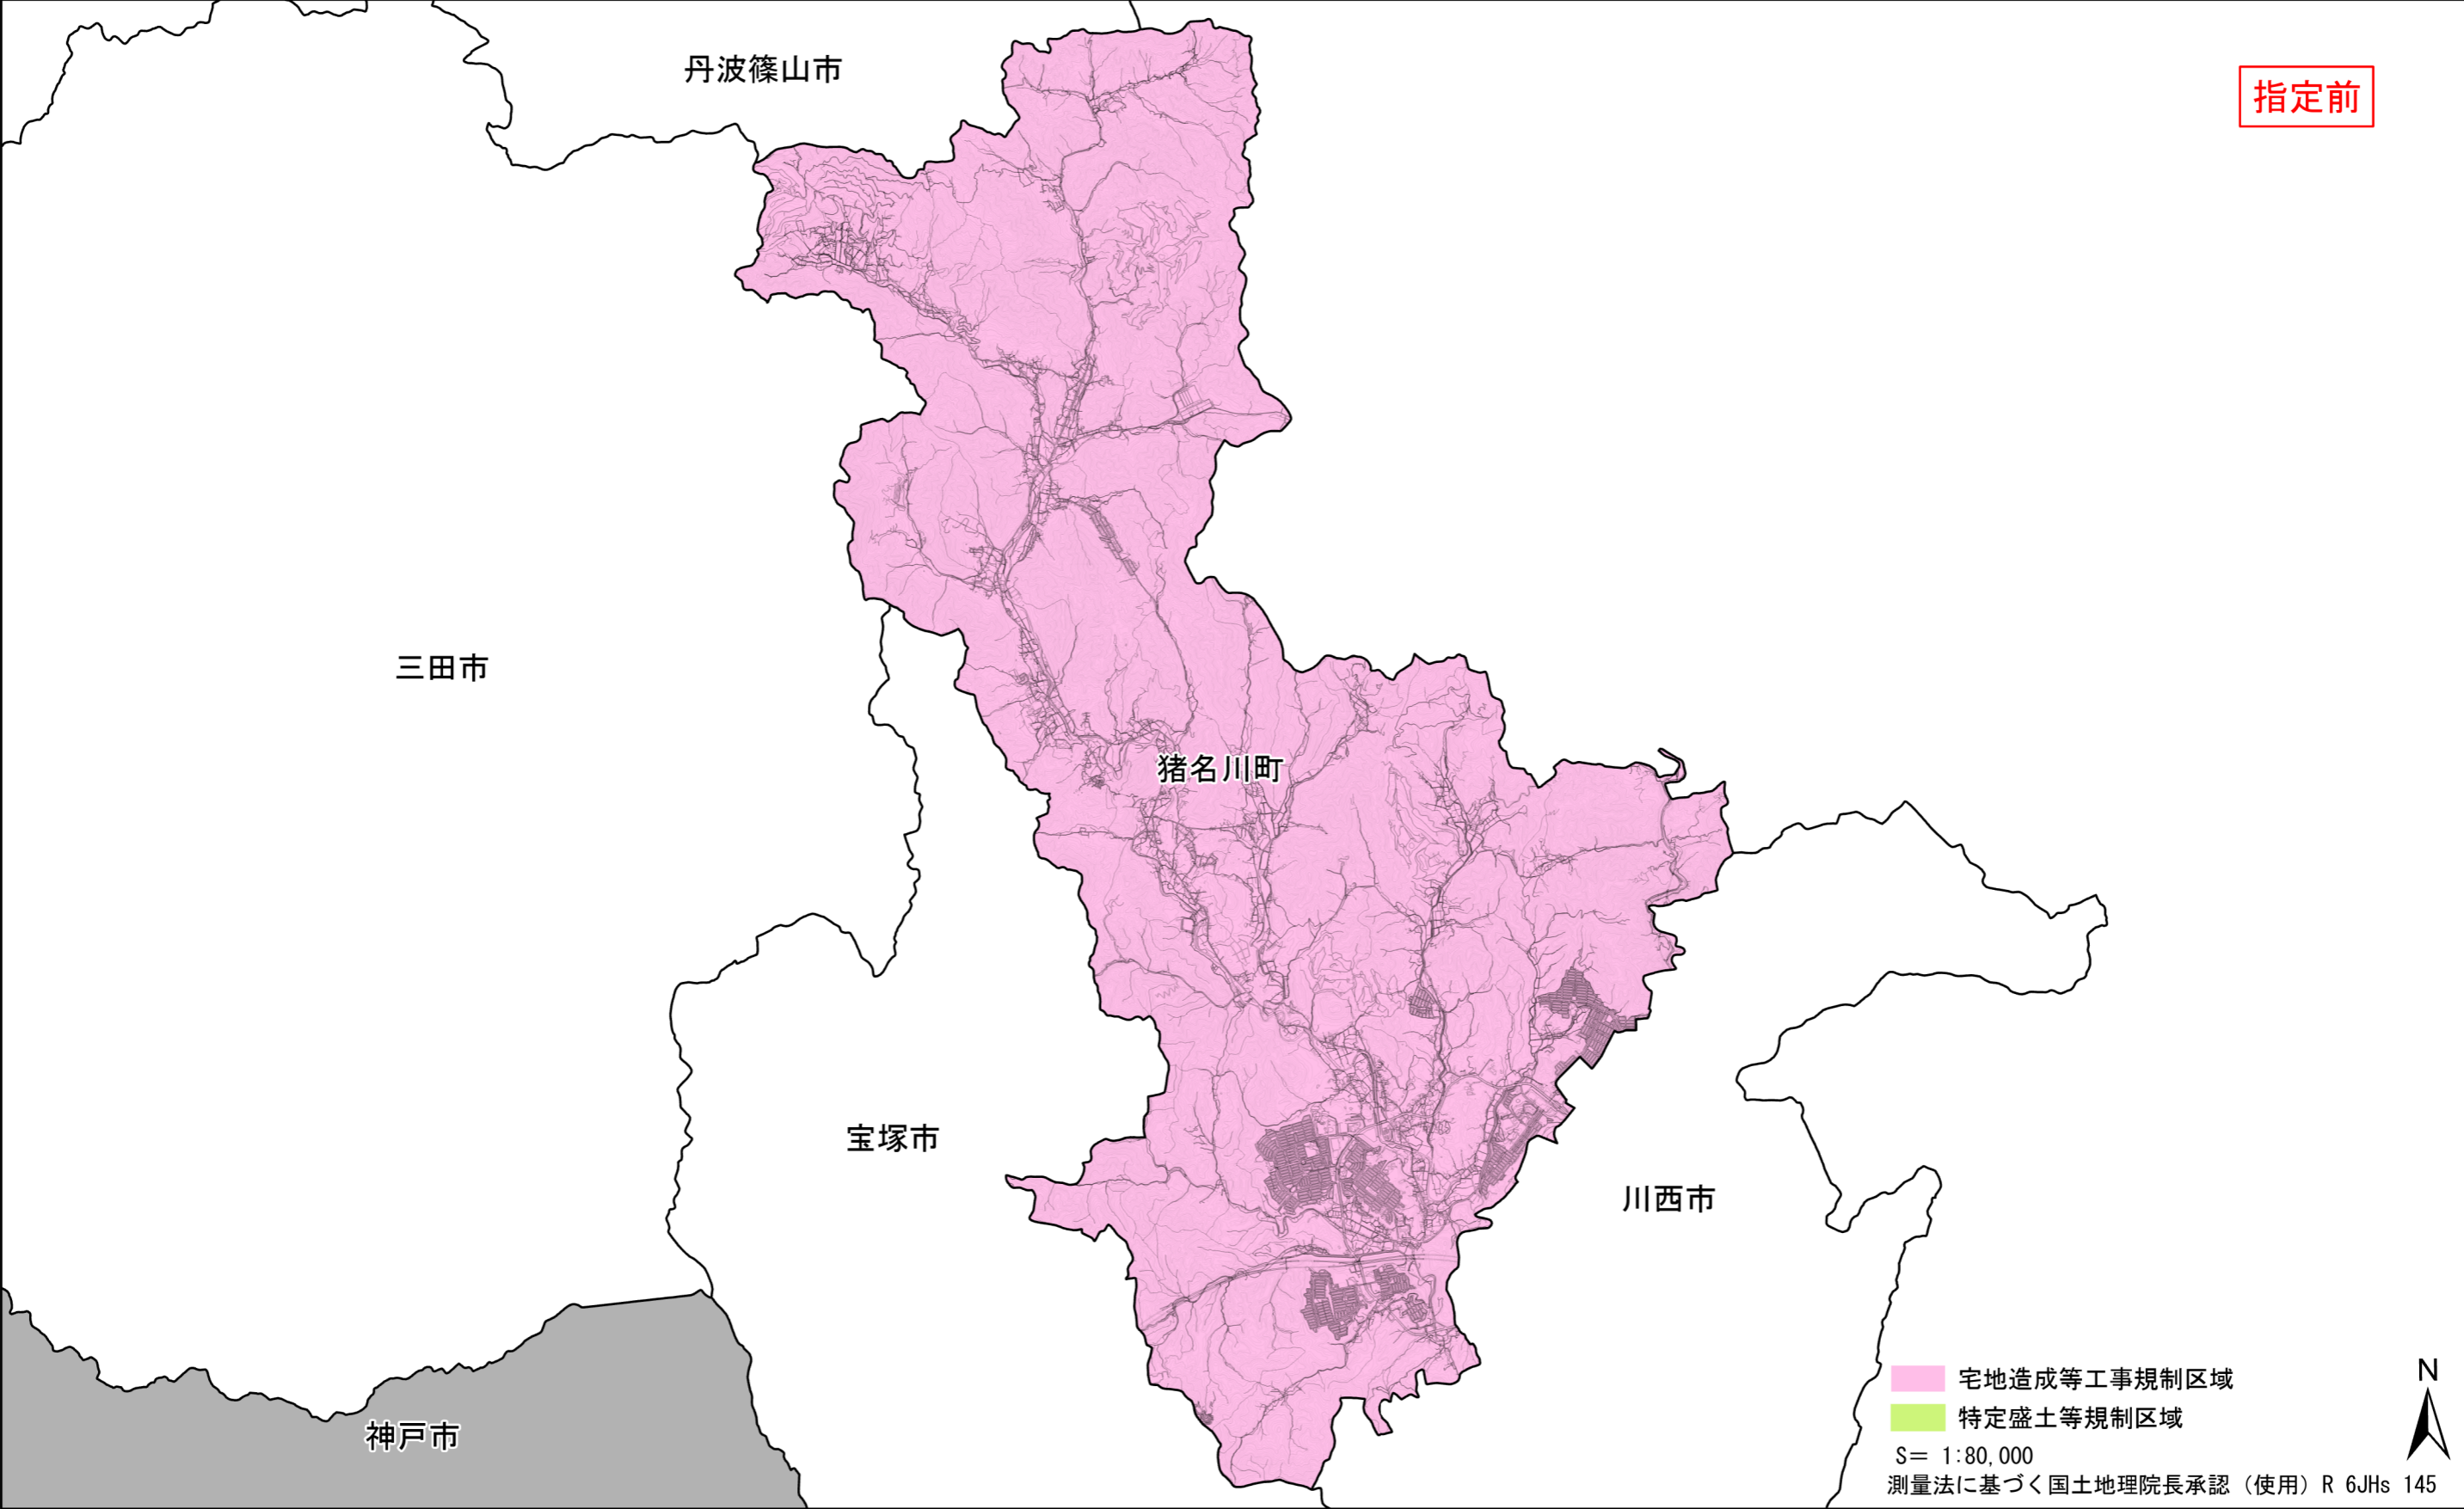 丹波篠山市
指定前
三田市
猪名川町
宝塚市
川西市
神戸市
宅地造成等工事規制区域
特定盛土等規制区域
N
S＝ 1:80,000
測量法に基づく国土地理院長承認（使用）R 6JHs 145